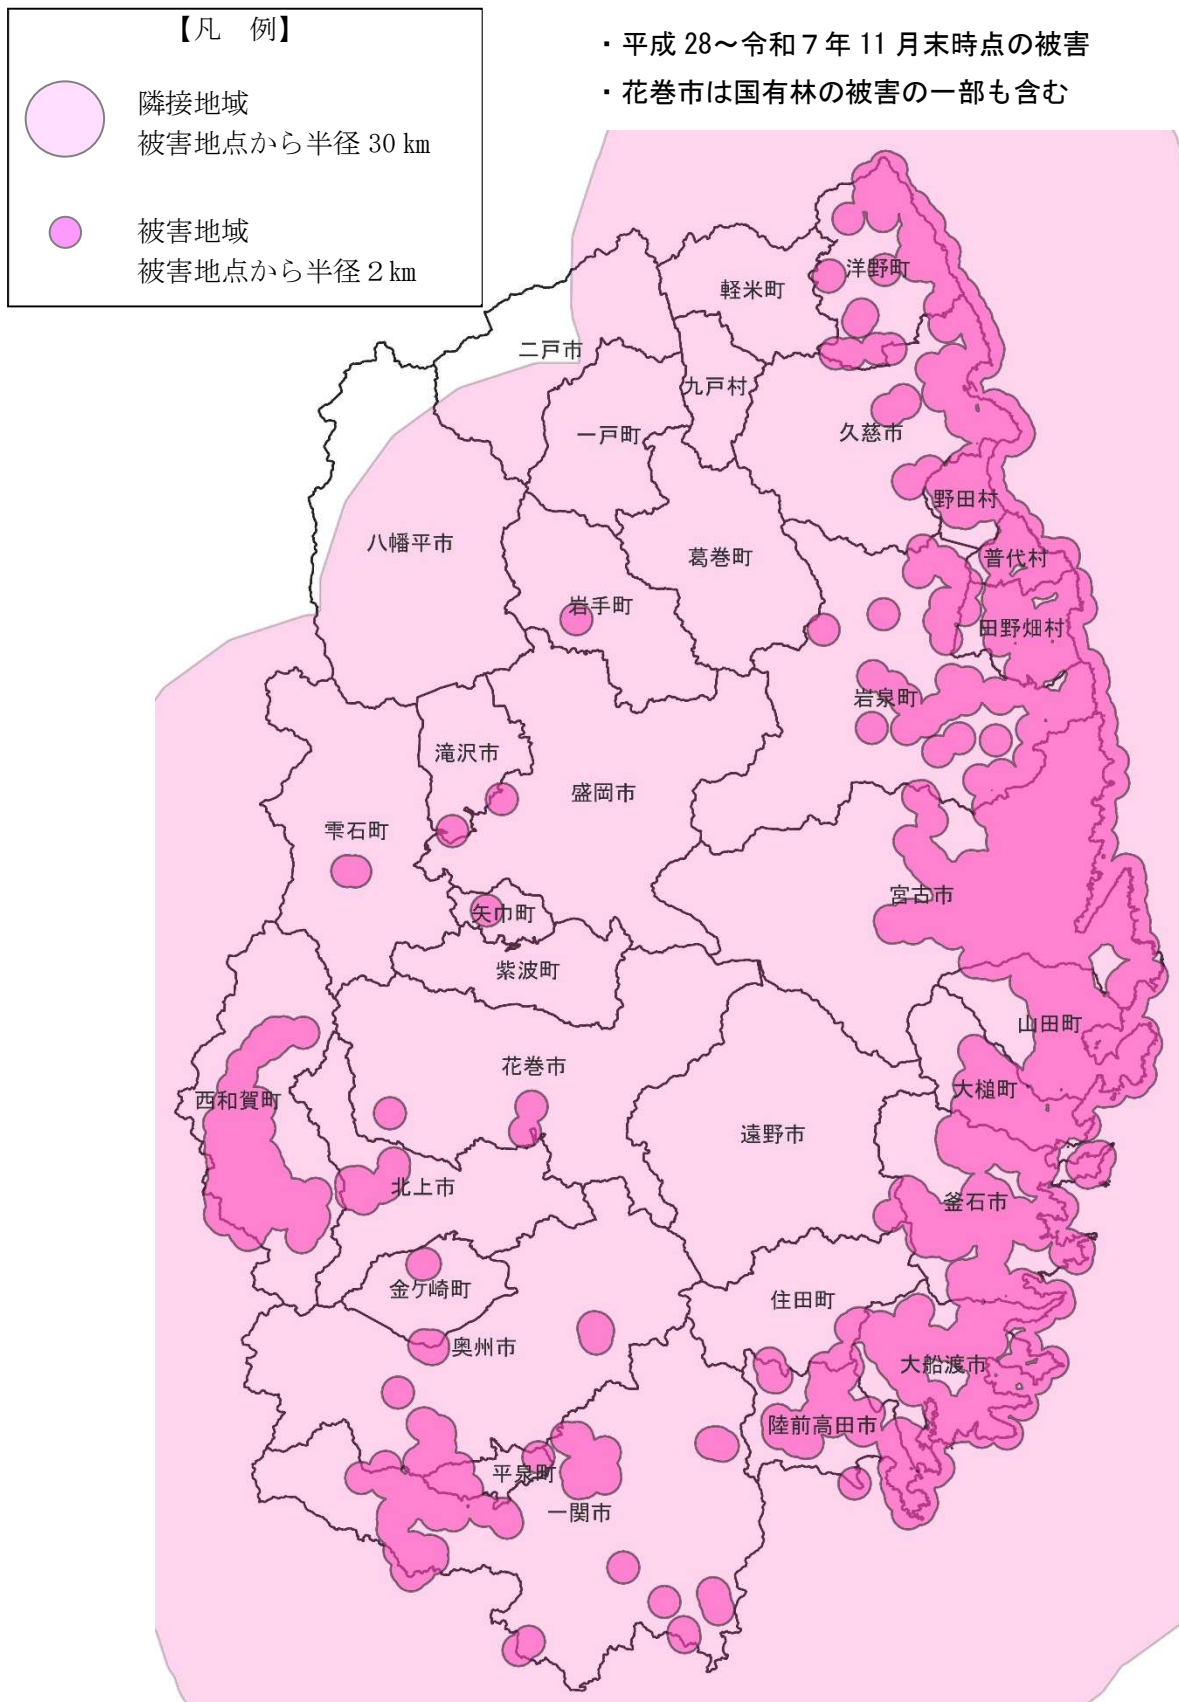 【凡　例】
隣接地域
被害地点から半径 30 km
被害地域
被害地点から半径２km
・平成 28～令和７年 11 月末時点の被害
・花巻市は国有林の被害の一部も含む
洋野町
軽米町
二戸市
九戸村
一戸町
久慈市
野田村
八幡平市
葛巻町
普代村
岩手町
田野畑村
岩泉町
滝沢市
盛岡市
雫石町
宮古市
矢巾町
紫波町
山田町
花巻市
西和賀町
大槌町
遠野市
北上市
釜石市
金ケ崎町
住田町
奥州市
大船渡市
陸前高田市
平泉町
一関市